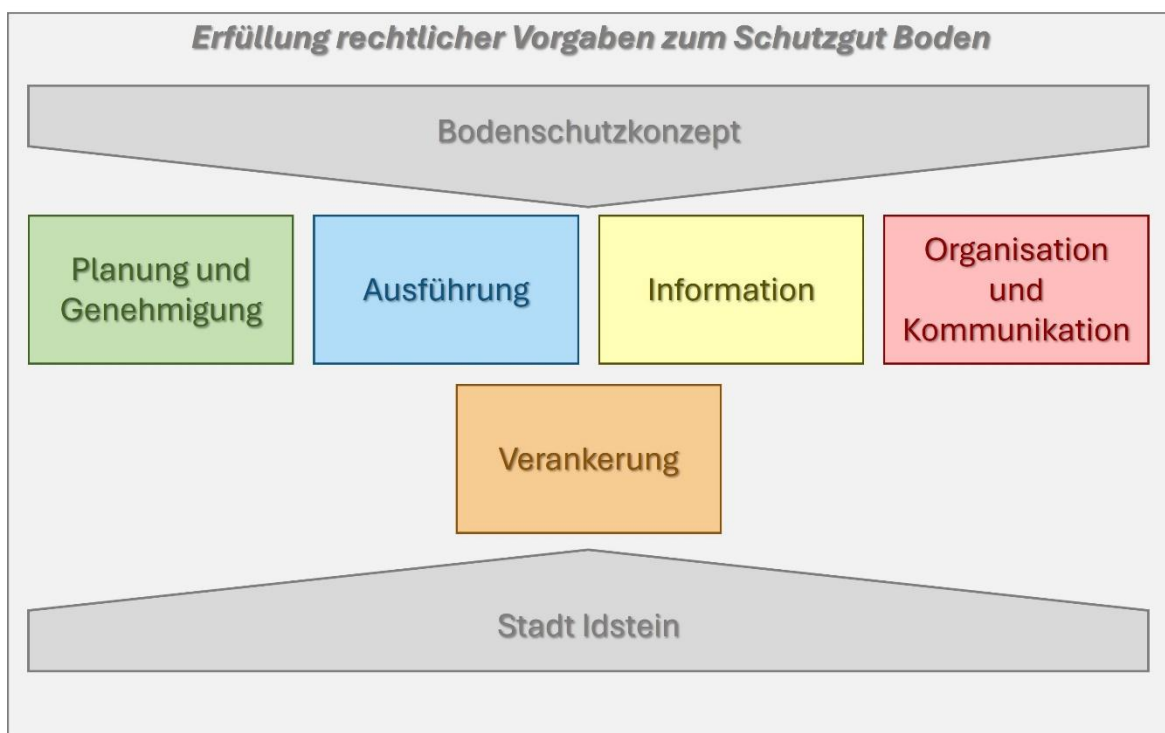 Erfüllung rechtlicher Vorgaben zum Schutzgut Boden
Bodenschutzkonzept
Planung und
Genehmigung
Ausführung
Information
Organisation
und
Kommunikation
Verankerung
Stadt Idstein